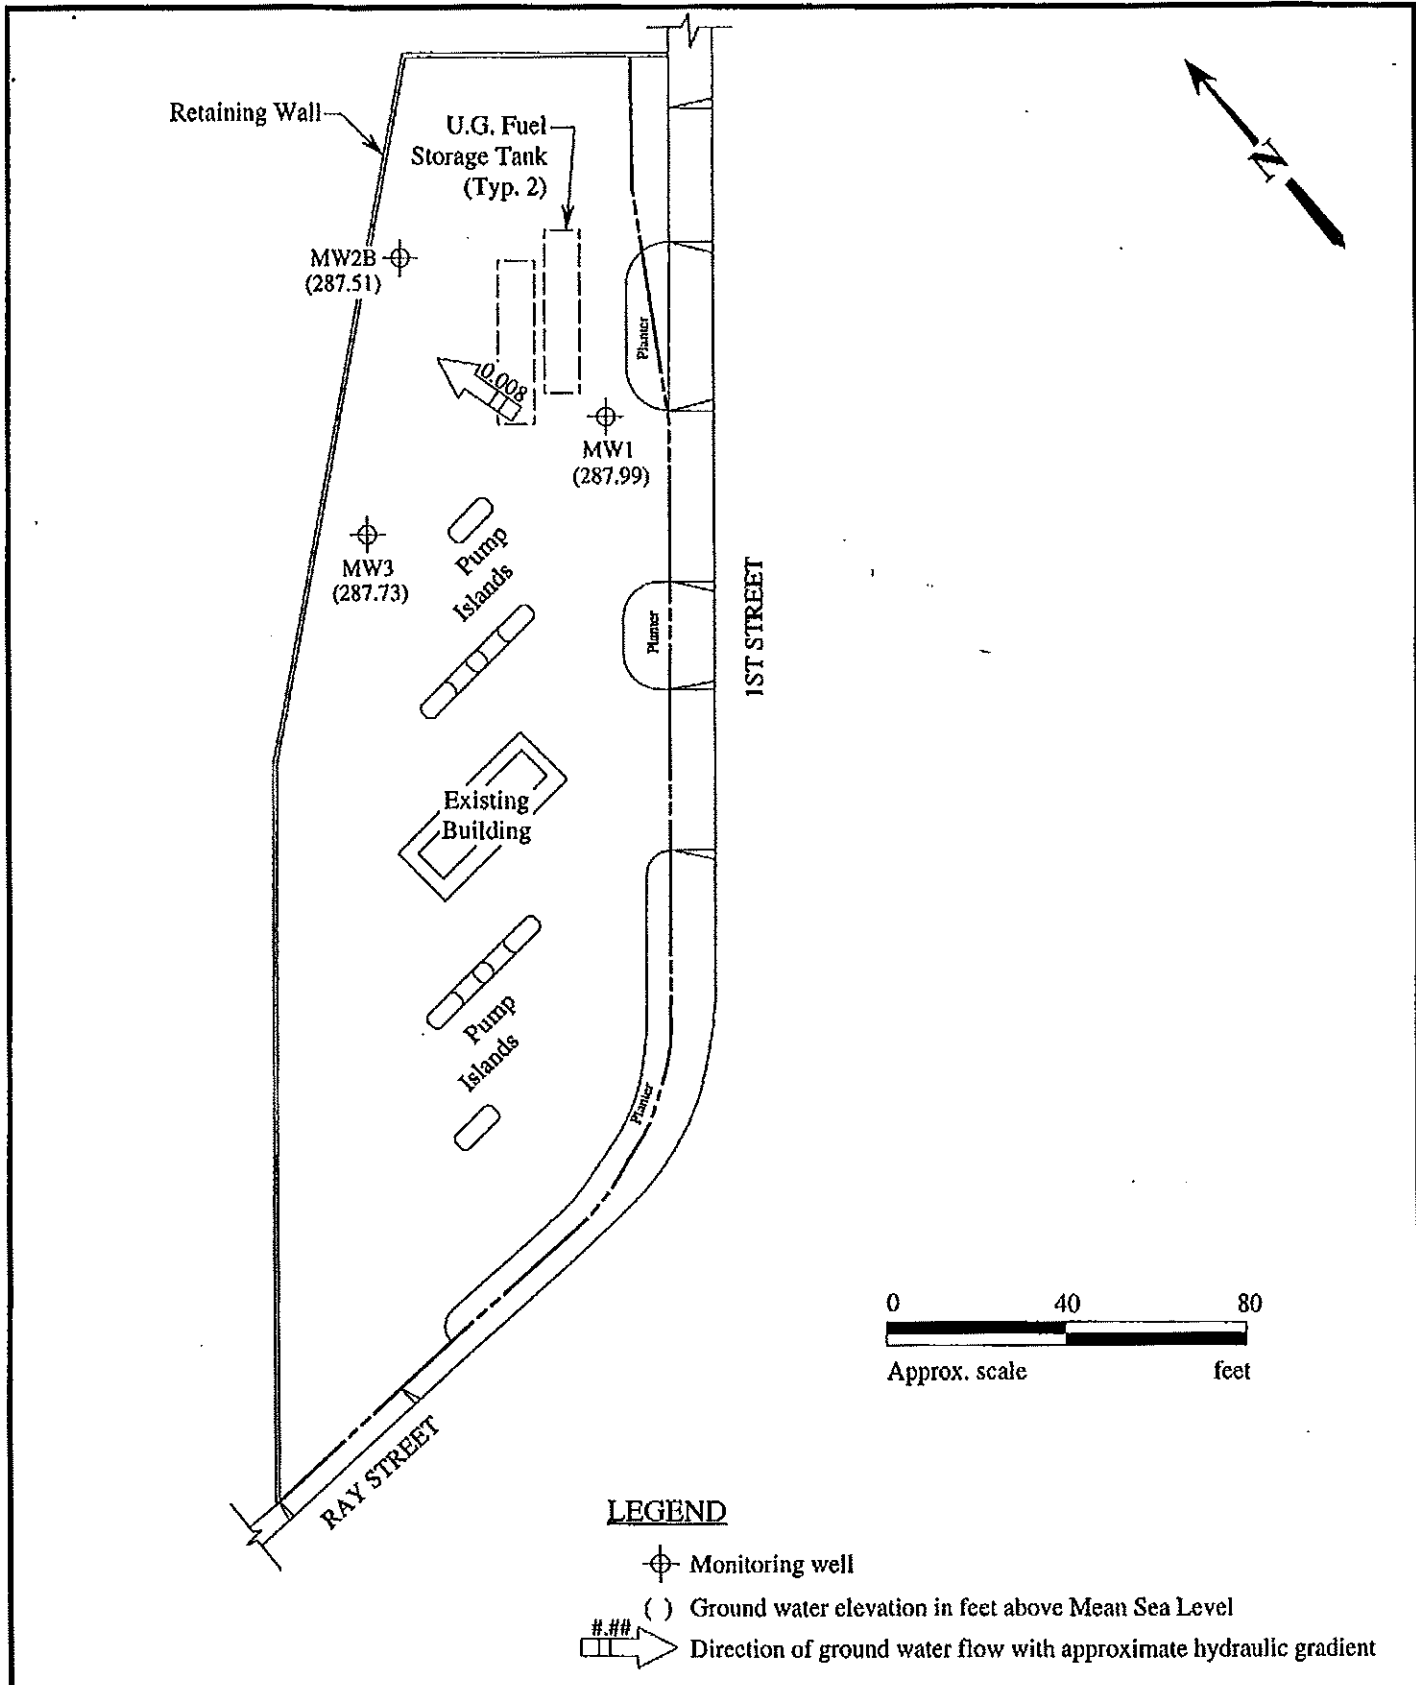 Retaining Wall
U.G. Fuel
Storage Tank
(Typ. 2)
N
MW2B
(287.51)
Planter
0.008
MW1
(287.99)
MW3
(287.73)
Pump
Islands
Planter
1ST STREET
Existing
Building
Pump
Islands
Planter
0 40 80
Approx. scale feet
RAY STREET
LEGEND
Monitoring well
( ) Ground water elevation in feet above Mean Sea Level
#.## Direction of ground water flow with approximate hydraulic gradient